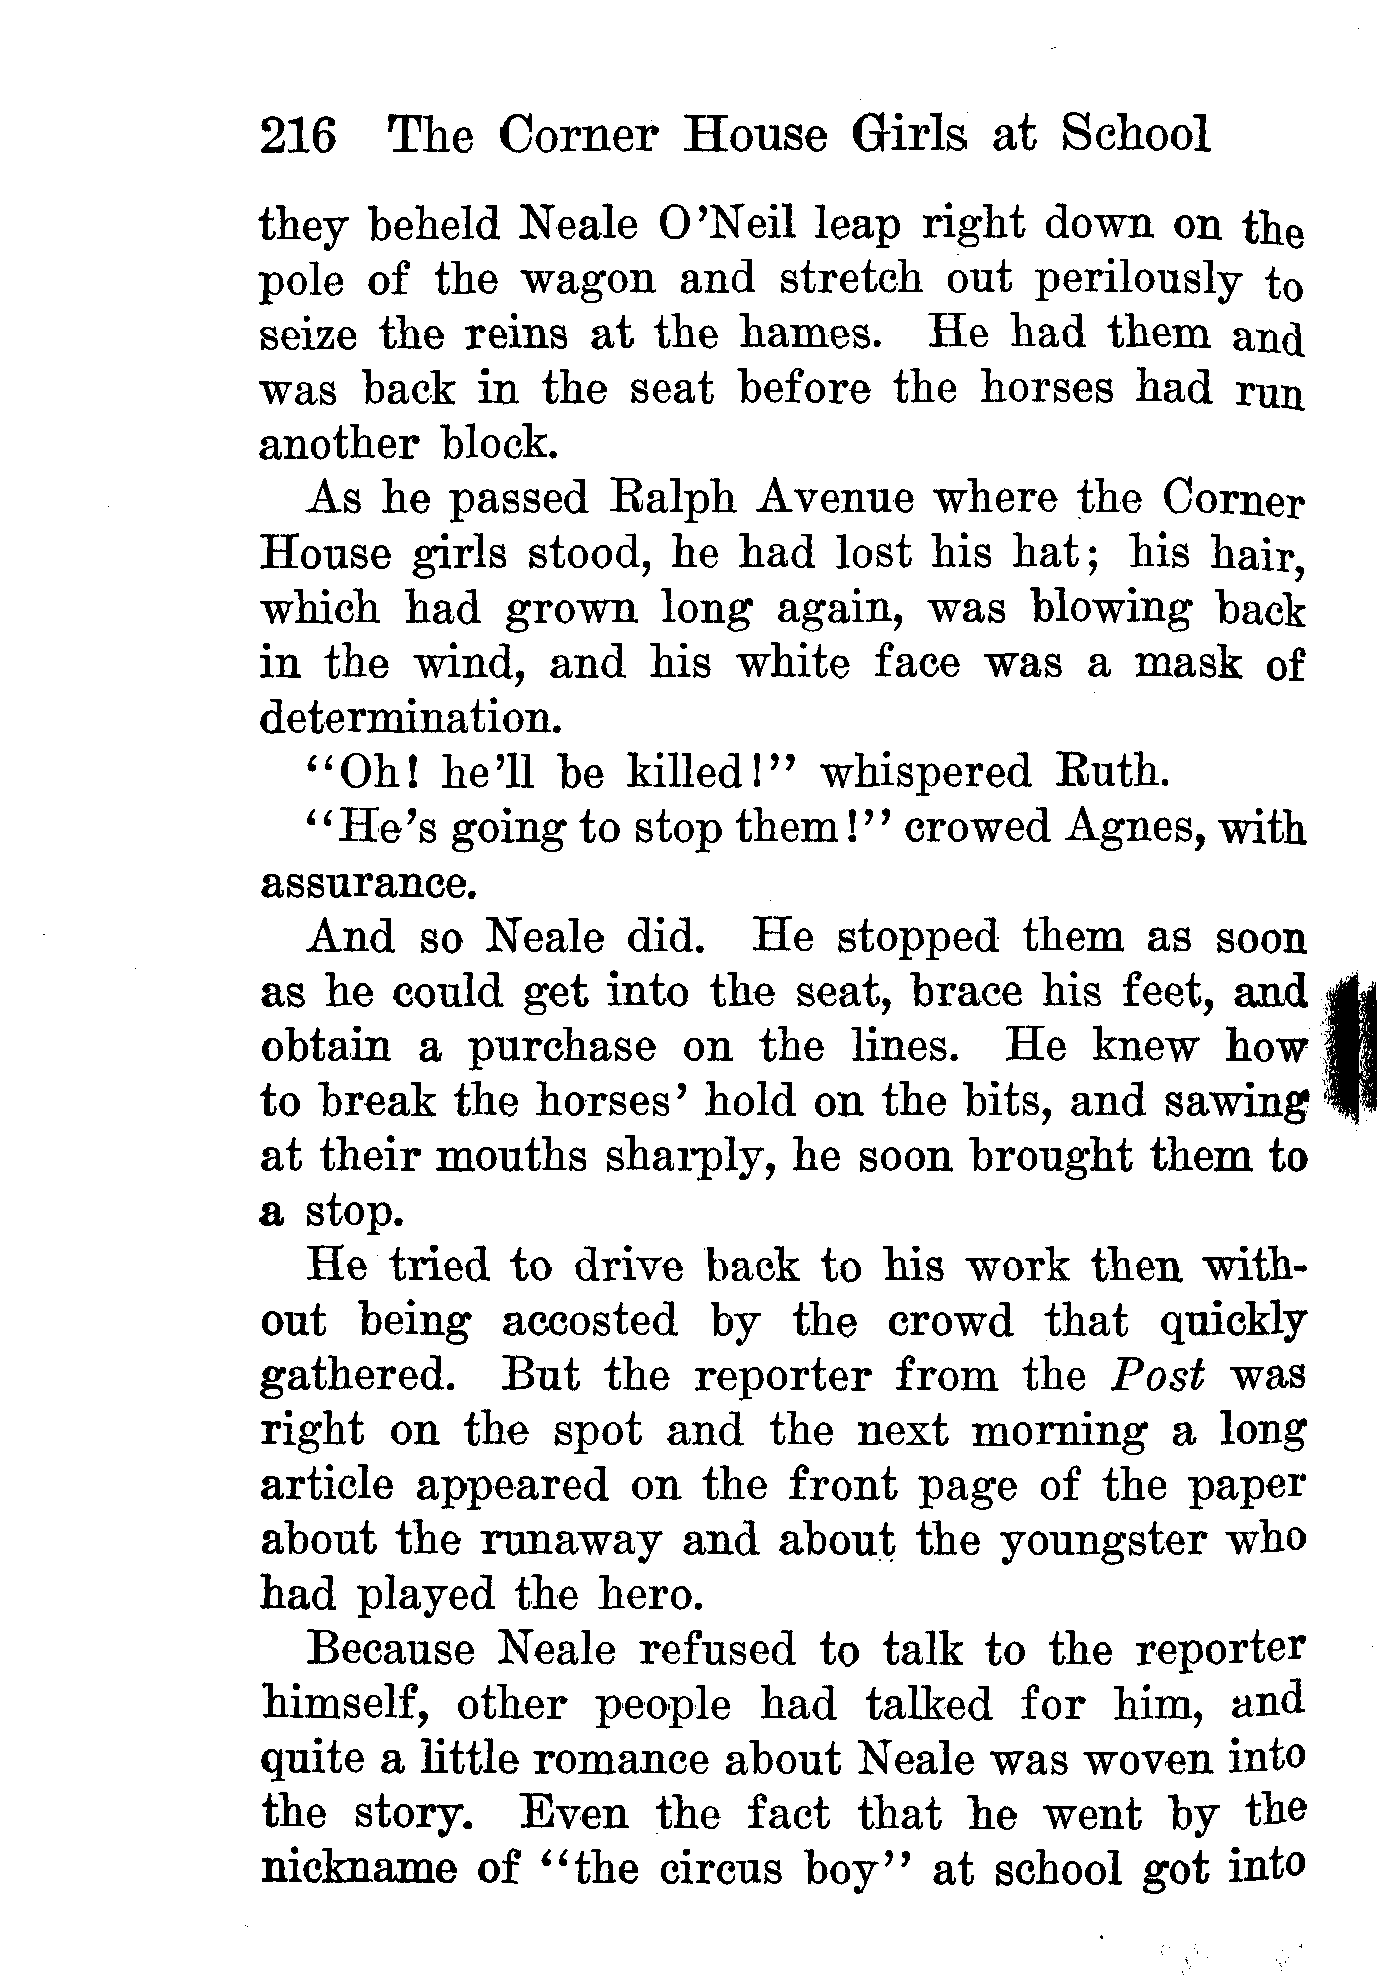 216 The Corner House Girls at School
they beheld Neale O'Neil leap right down on the
pole of the wagon and stretch out perilously to
seize the reins at the hames. He had them and
was back in the seat before the horses had run
another block.
As he passed Ralph Avenue where the Corner
House girls stood, he had lost his hat; his hair,
which had grown long again, was blowing back
in the wind, and his white face was a mask of
determination.
“Oh! he'll be killed!” whispered Ruth.
“He's going to stop them!” crowed Agnes, with
assurance.
And so Neale did. He stopped them as soon
as he could get into the seat, brace his feet, and
obtain a purchase on the lines. He knew how
to break the horses' hold on the bits, and sawing
at their mouths sharply, he soon brought them to
a stop.
He tried to drive back to his work then with-
out being accosted by the crowd that quickly
gathered. But the reporter from the Post was
right on the spot and the next morning a long
article appeared on the front page of the paper
about the runaway and about the youngster who
had played the hero.
Because Neale refused to talk to the reporter
himself, other people had talked for him, and
quite a little romance about Neale was woven into
the story. Even the fact that he went by the
nickname of “the circus boy” at school got into